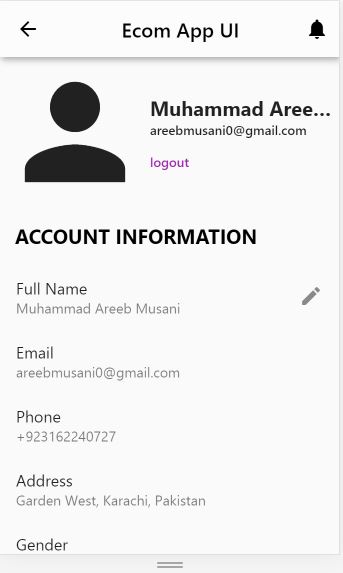 Ecom App UI
Muhammad Aree...
areebmusani0@gmail.com
logout
ACCOUNT INFORMATION
Full Name
Muhammad Areeb Musani
Email
areebmusani0@gmail.com
Phone
+923162240727
Address
Garden West, Karachi, Pakistan
Gender